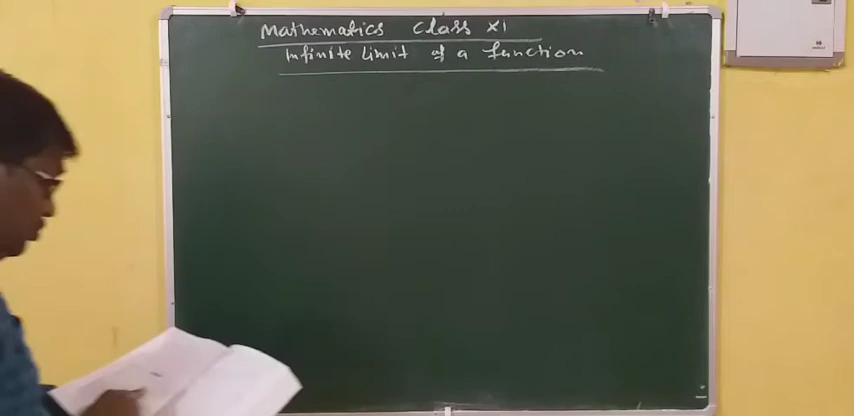 Mathematics Class XI
Infinite Limit of a function